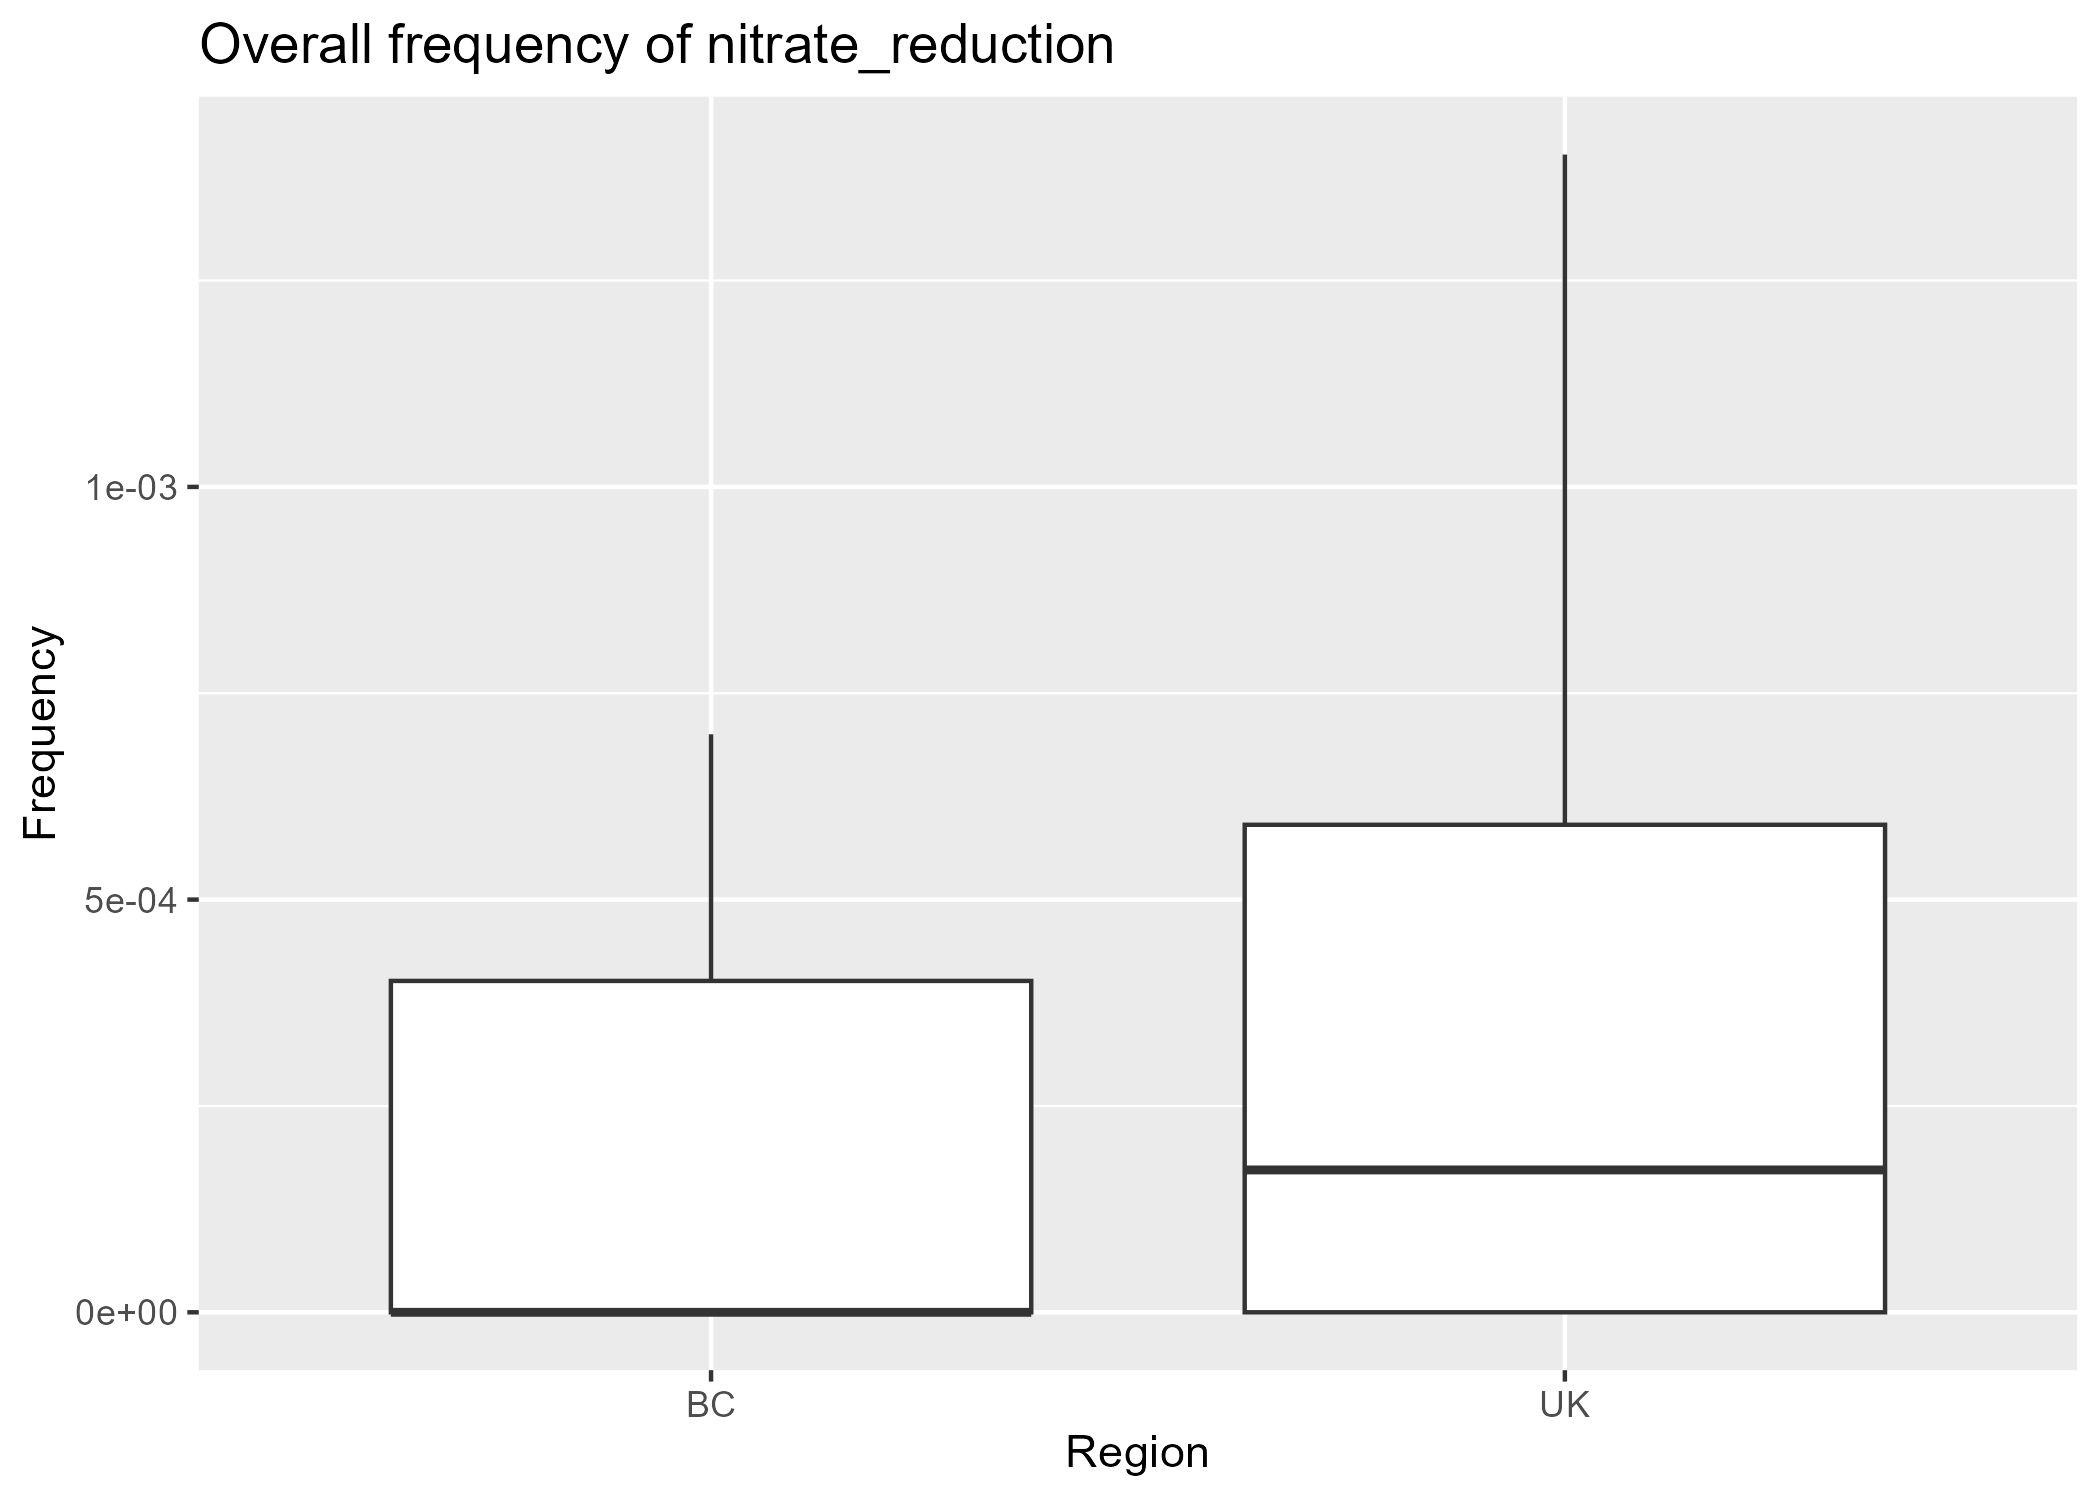 Overall frequency of nitrate_reduction
Frequency
1e-03
5e-04
0e+00
BC
UK
Region